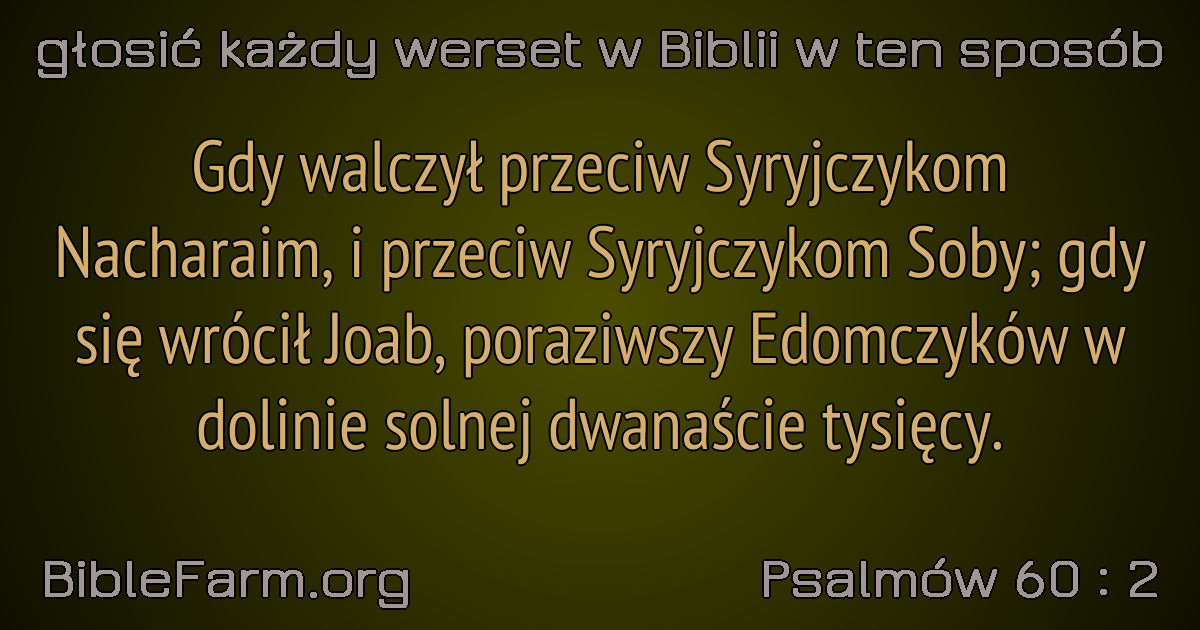 głosić każdy werset w Biblii w ten sposób
Gdy walczył przeciw Syryjczykom
Nacharaim, i przeciw Syryjczykom Soby; gdy
się wrócił Joab, poraziwszy Edomczyków w
dolinie solnej dwanaście tysięcy.
BibleFarm.org
Psalmów 60 : 2